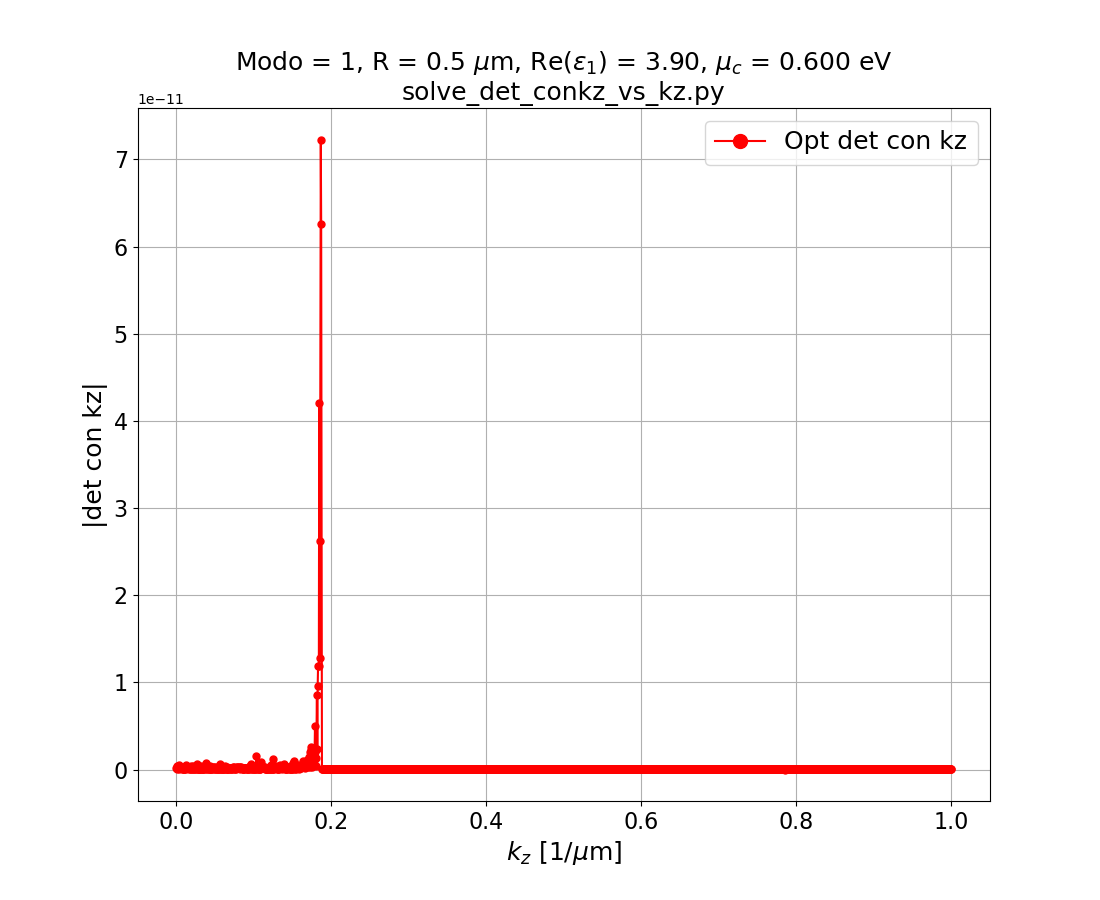 Modo = 1, R = 0.5 μm, Re(ε₁) = 3.90, μ_c = 0.600 eV
solve_det_conkz_vs_kz.py
1e−11
Opt det con kz
7
6
5
4
3
2
1
0
|det con kz|
0.0 0.2 0.4 0.6 0.8 1.0
k_z [1/μm]